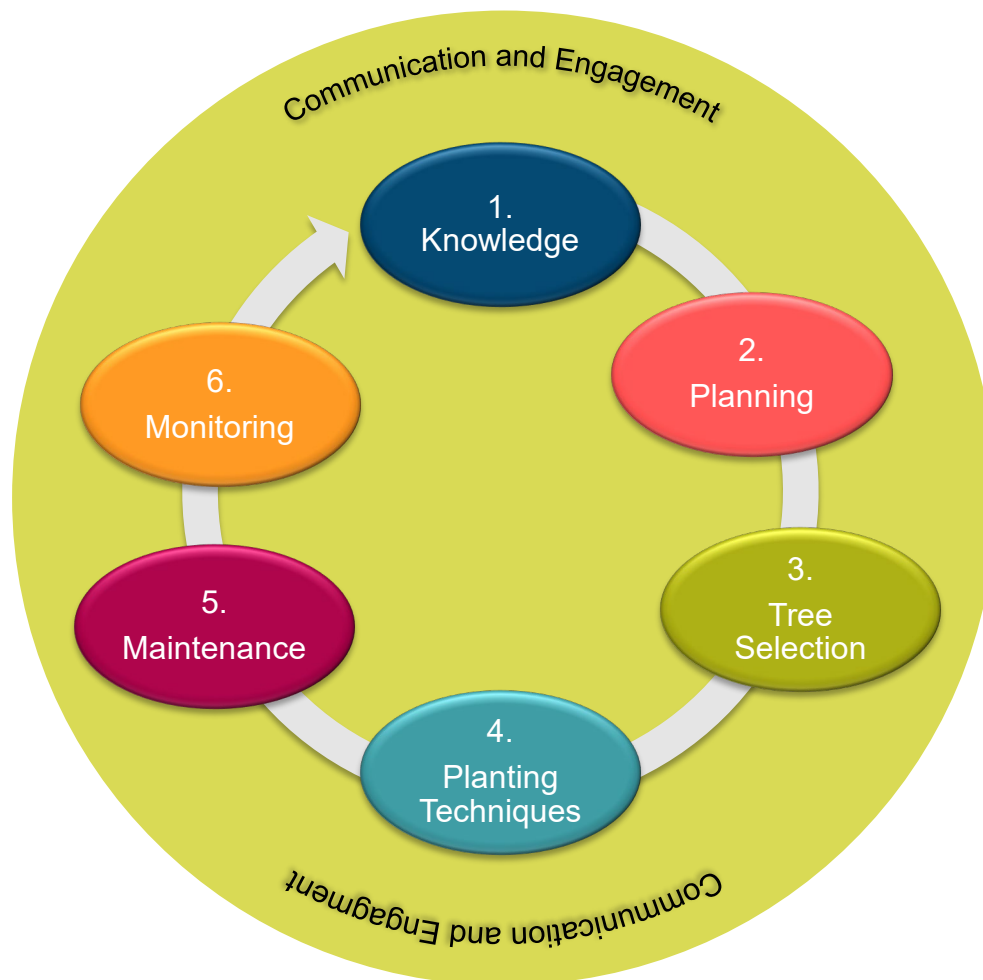 Communication and Engagement
1.
Knowledge
2.
Planning
3.
Tree
Selection
4.
Planting
Techniques
5.
Maintenance
6.
Monitoring
Communication and Engagment